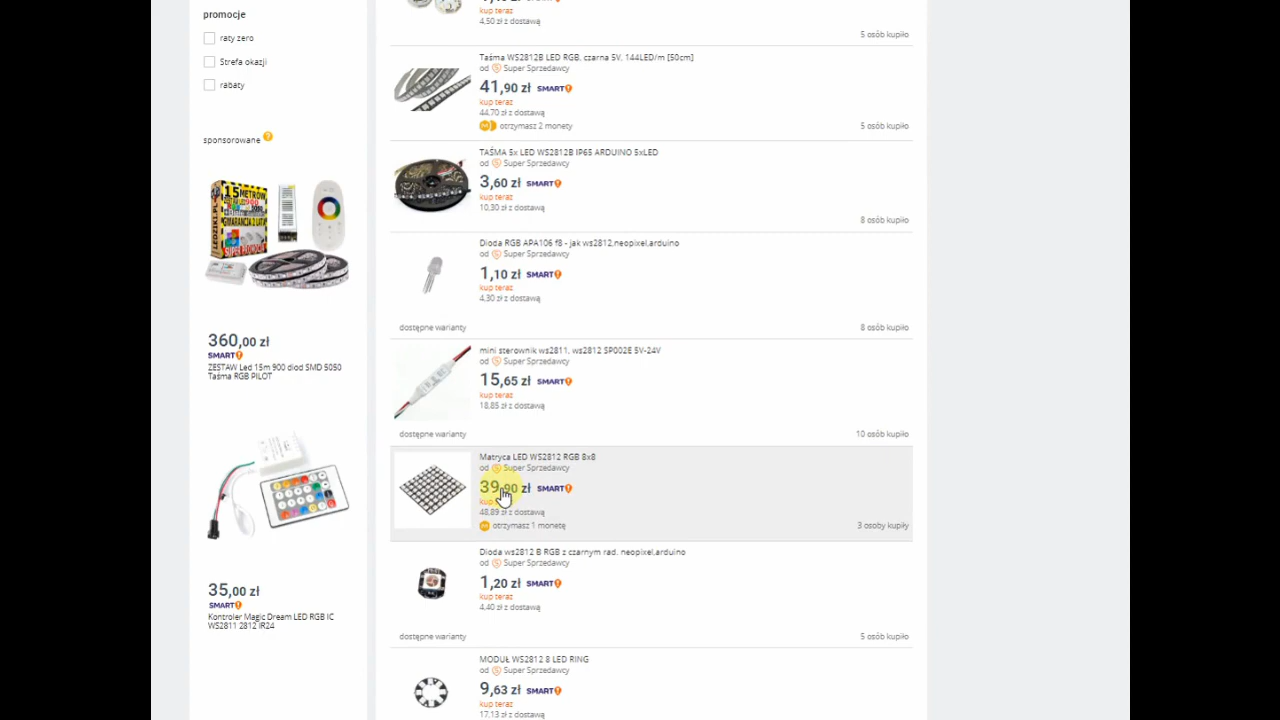 promocje
raty zero
Strefa okazji
rabaty
sponsorowane ?
15 METRÓW
GWARANCJA 2 LATA
360,00 zł
SMART!
ZESTAW Led 15m 900 diod SMD 5050
Taśma RGB PILOT
35,00 zł
SMART!
Kontroler Magic Dream LED RGB IC
WS2811 2812 IR24
kup teraz
4,50 zł z dostawą
5 osób kupiło
Taśma WS2812B LED RGB, czarna 5V, 144LED/m [50cm]
od Super Sprzedawcy
41,90 zł SMART!
kup teraz
44,70 zł z dostawą
otrzymasz 2 monety
5 osób kupiło
TAŚMA 5x LED WS2812B IP65 ARDUINO 5xLED
od Super Sprzedawcy
3,60 zł SMART!
kup teraz
10,30 zł z dostawą
8 osób kupiło
Dioda RGB APA106 f8 - jak ws2812,neopixel,arduino
od Super Sprzedawcy
1,10 zł SMART!
kup teraz
4,30 zł z dostawą
dostępne warianty
8 osób kupiło
mini sterownik ws2811, ws2812 SP002E 5V-24V
od Super Sprzedawcy
15,65 zł SMART!
kup teraz
18,85 zł z dostawą
dostępne warianty
10 osób kupiło
Matryca LED WS2812 RGB 8x8
od Super Sprzedawcy
39,90 zł SMART!
48,89 zł z dostawą
otrzymasz 1 monetę
3 osoby kupiły
Dioda ws2812 B RGB z czarnym rad. neopixel,arduino
od Super Sprzedawcy
1,20 zł SMART!
kup teraz
4,40 zł z dostawą
dostępne warianty
5 osób kupiło
MODUŁ WS2812 8 LED RING
od Super Sprzedawcy
9,63 zł SMART!
kup teraz
17,13 zł z dostawą